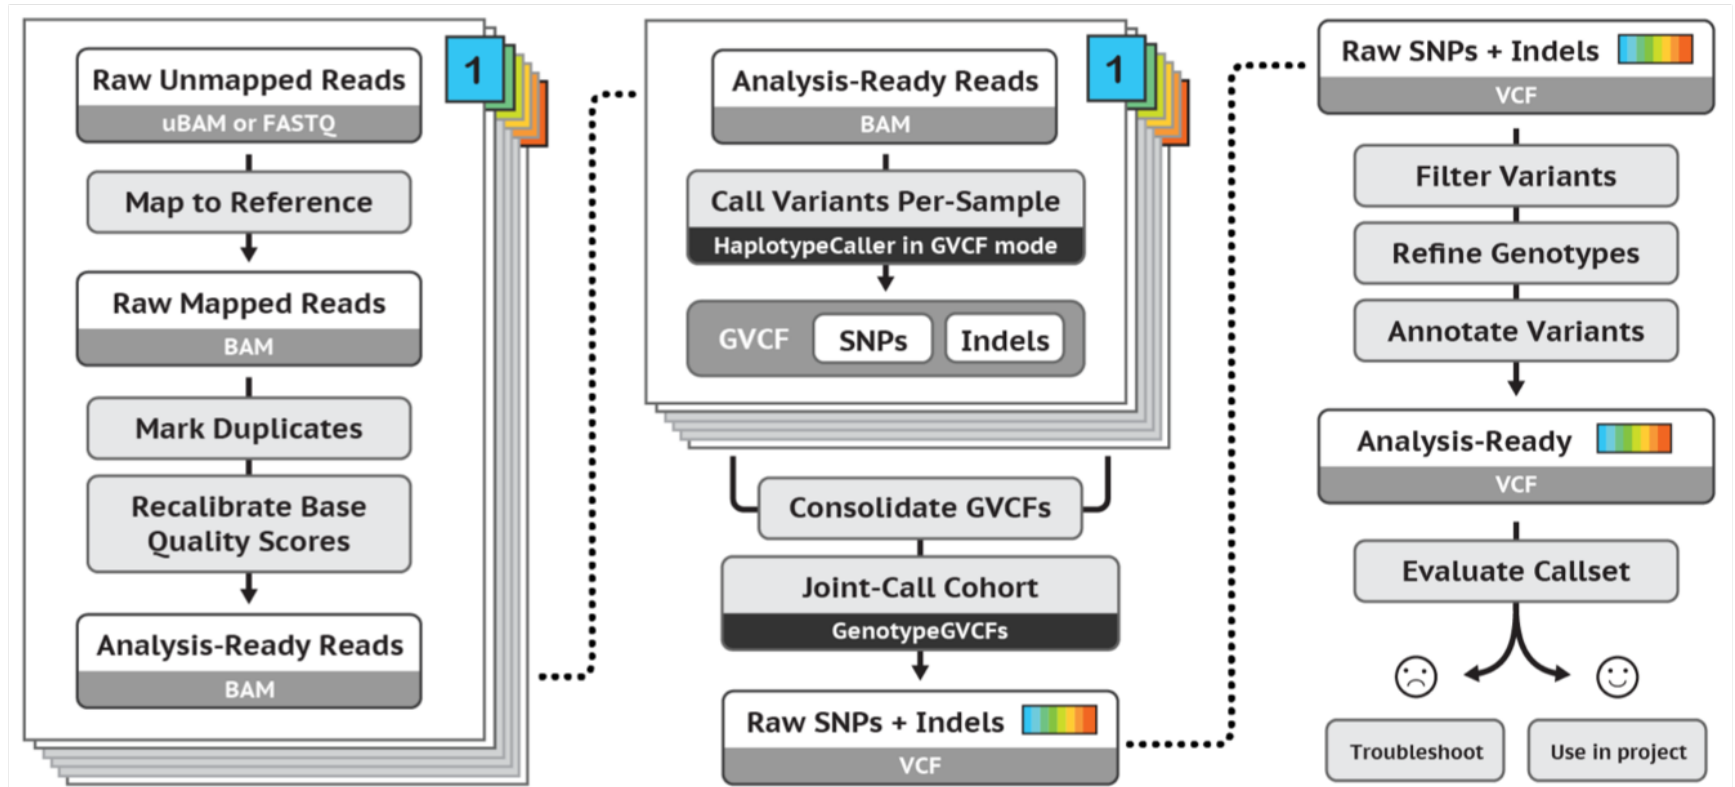 Raw Unmapped Reads
uBAM or FASTQ
1
Map to Reference
Raw Mapped Reads
BAM
Mark Duplicates
Recalibrate Base
Quality Scores
Analysis-Ready Reads
BAM
Analysis-Ready Reads
BAM
1
Call Variants Per-Sample
HaplotypeCaller in GVCF mode
GVCF SNPs Indels
Consolidate GVCFs
Joint-Call Cohort
GenotypeGVCFs
Raw SNPs + Indels
VCF
Raw SNPs + Indels
VCF
Filter Variants
Refine Genotypes
Annotate Variants
Analysis-Ready
VCF
Evaluate Callset
Troubleshoot
Use in project